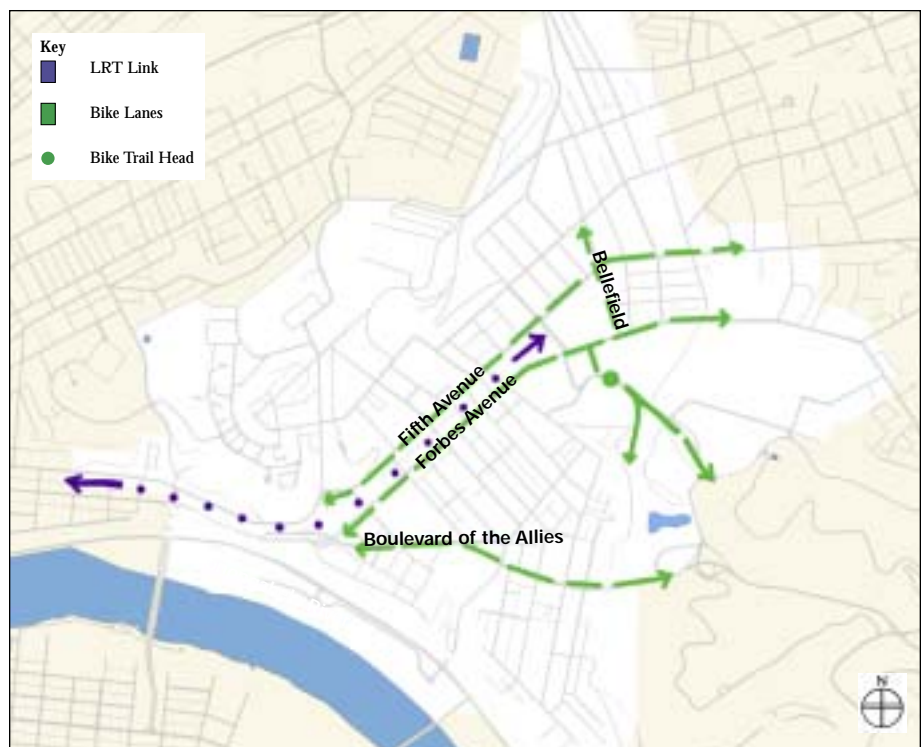 Key
LRT Link
Bike Lanes
Bike Trail Head
Bellefield
Fifth Avenue
Forbes Avenue
Boulevard of the Allies
N